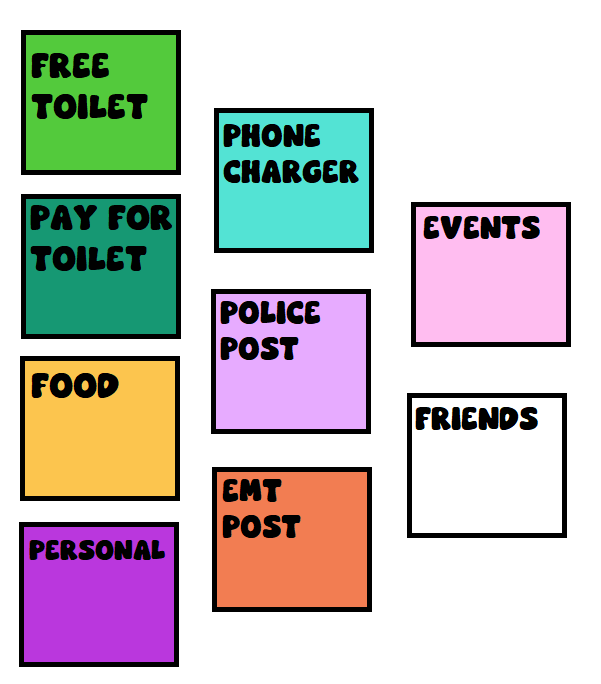 FREE
TOILET
PAY FOR
TOILET
FOOD
PERSONAL
PHONE
CHARGER
POLICE
POST
EMT
POST
EVENTS
FRIENDS